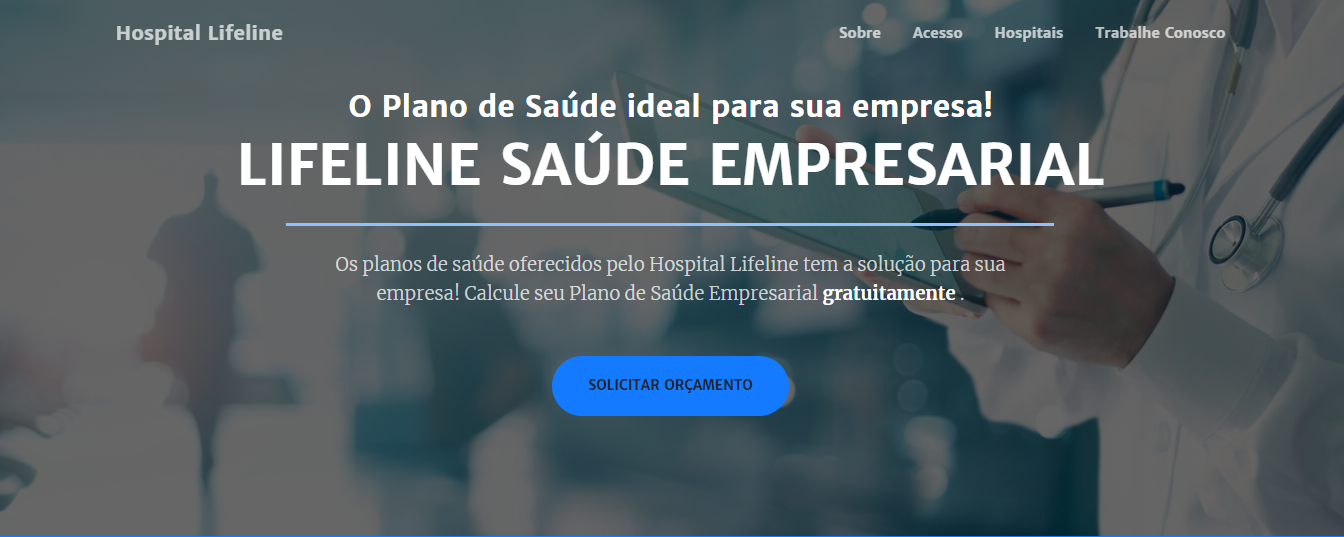 Hospital Lifeline
Sobre Acesso Hospitais Trabalhe Conosco
O Plano de Saúde ideal para sua empresa!
LIFELINE SAÚDE EMPRESARIAL
Os planos de saúde oferecidos pelo Hospital Lifeline tem a solução para sua
empresa! Calcule seu Plano de Saúde Empresarial gratuitamente .
SOLICITAR ORÇAMENTO